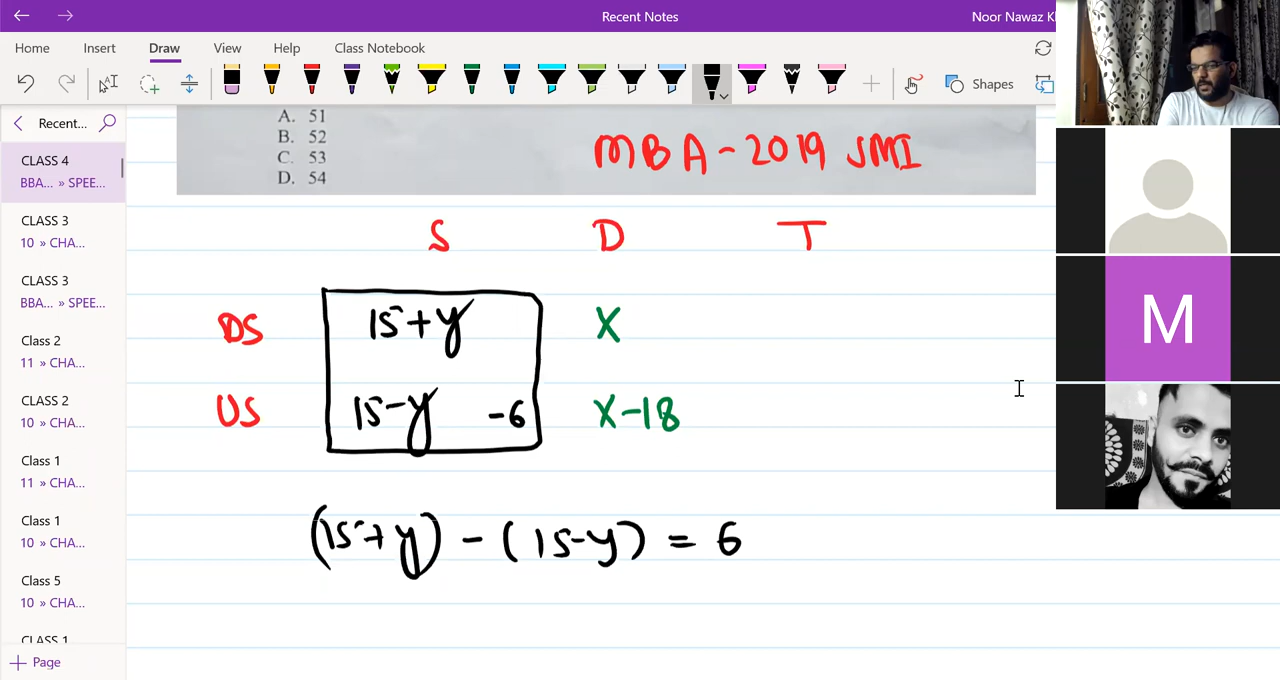 Recent Notes
Noor Nawaz Kh
Home Insert Draw View Help Class Notebook
Shapes
Recent...
CLASS 4
BBA... » SPEE...
CLASS 3
10 » CHA...
CLASS 3
BBA... » SPEE...
Class 2
11 » CHA...
CLASS 2
10 » CHA...
Class 1
11 » CHA...
Class 1
10 » CHA...
Class 5
10 » CHA...
CLASS 1
Page
A. 51
B. 52
C. 53
D. 54
MBA-2019 JMI
S D T
DS 15+y X
US 15-y -6 X-18
(15+y) - (15-y) = 6
M